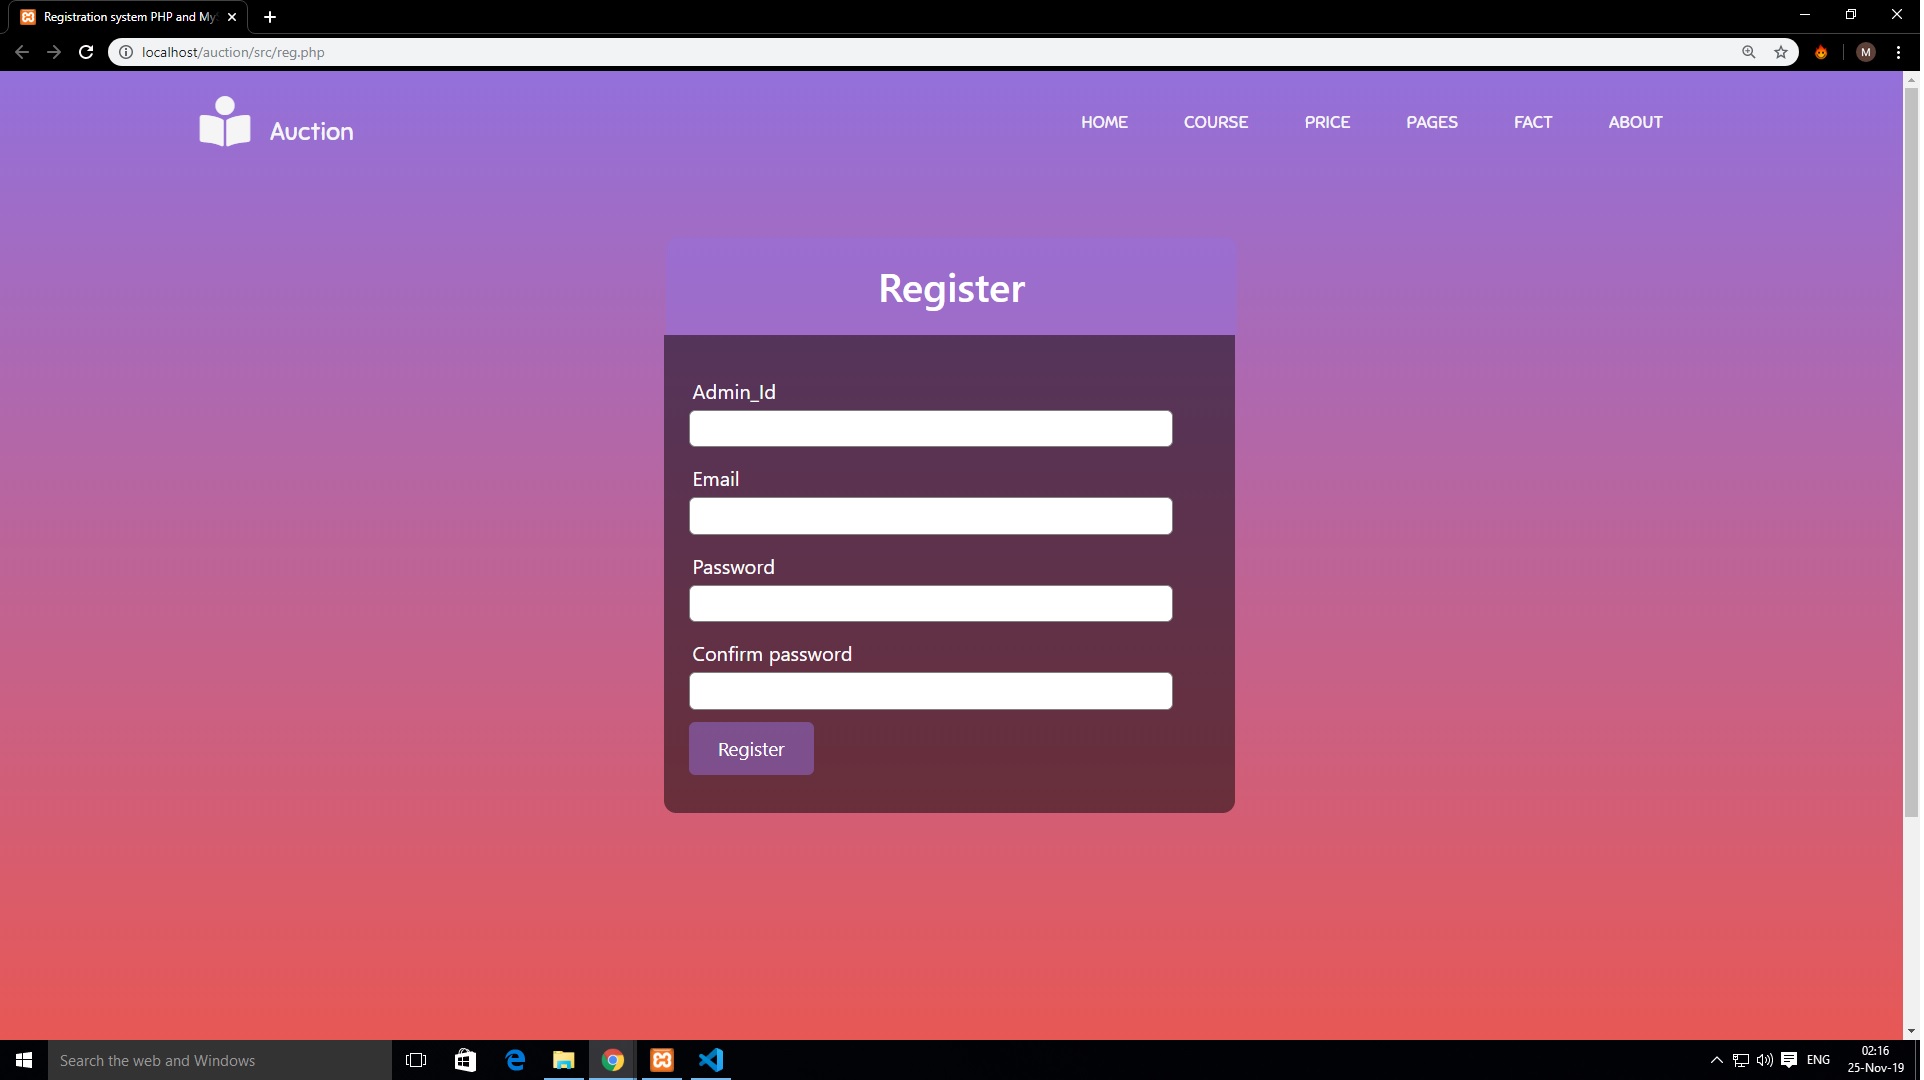 Registration system PHP and My
localhost/auction/src/reg.php
M
Auction
HOME COURSE PRICE PAGES FACT ABOUT
Register
Admin_Id
Email
Password
Confirm password
Register
Search the web and Windows
ENG
02:16
25-Nov-19